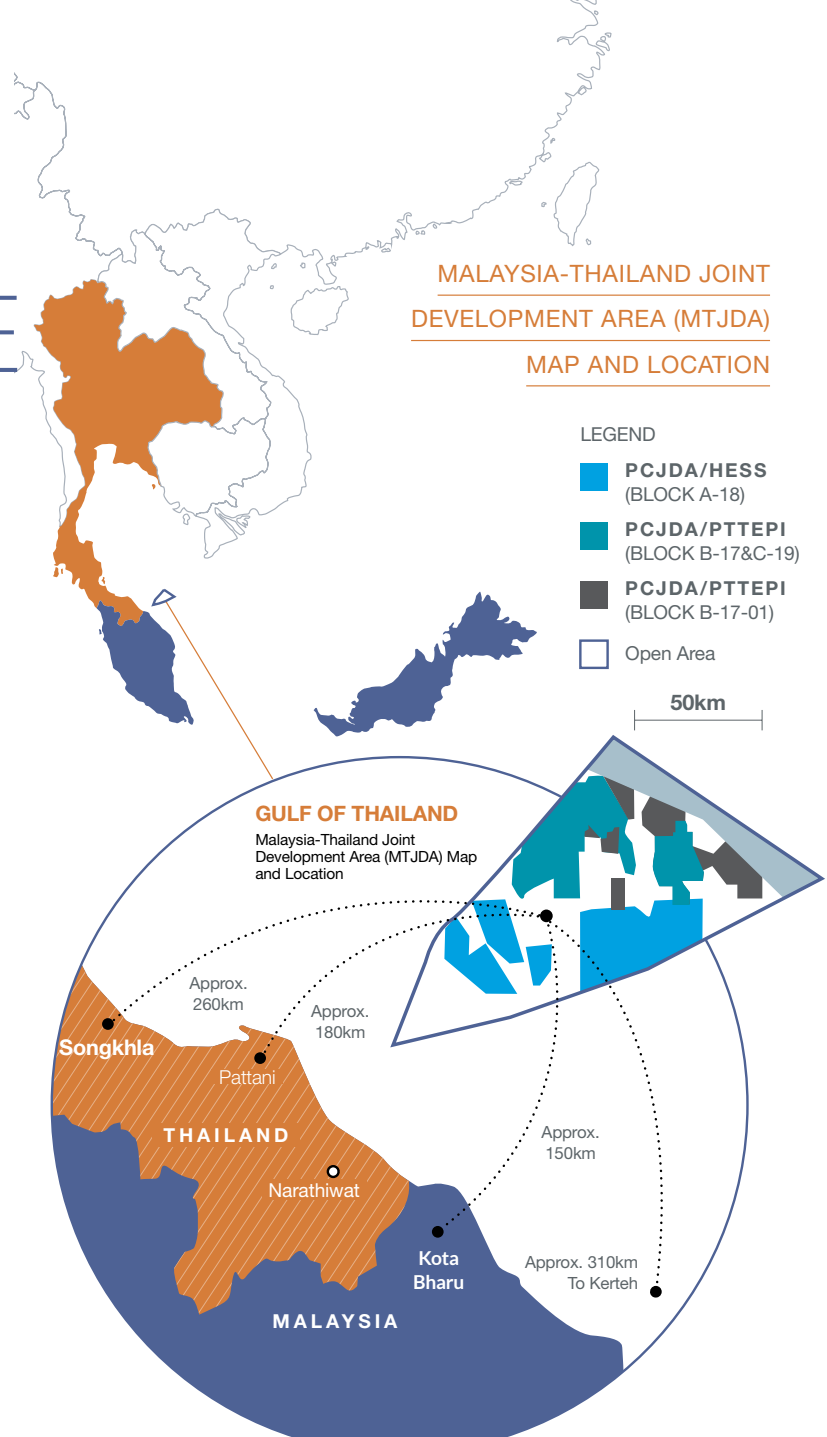 MALAYSIA-THAILAND JOINT
DEVELOPMENT AREA (MTJDA)
MAP AND LOCATION
LEGEND
PCJDA/HESS
(BLOCK A-18)
PCJDA/PTTEPI
(BLOCK B-17&C-19)
PCJDA/PTTEPI
(BLOCK B-17-01)
Open Area
50km
GULF OF THAILAND
Malaysia-Thailand Joint
Development Area (MTJDA) Map
and Location
Approx.
260km
Approx.
180km
Songkhla
Pattani
THAILAND
Narathiwat
Approx.
150km
Kota
Bharu
Approx. 310km
To Kerteh
MALAYSIA